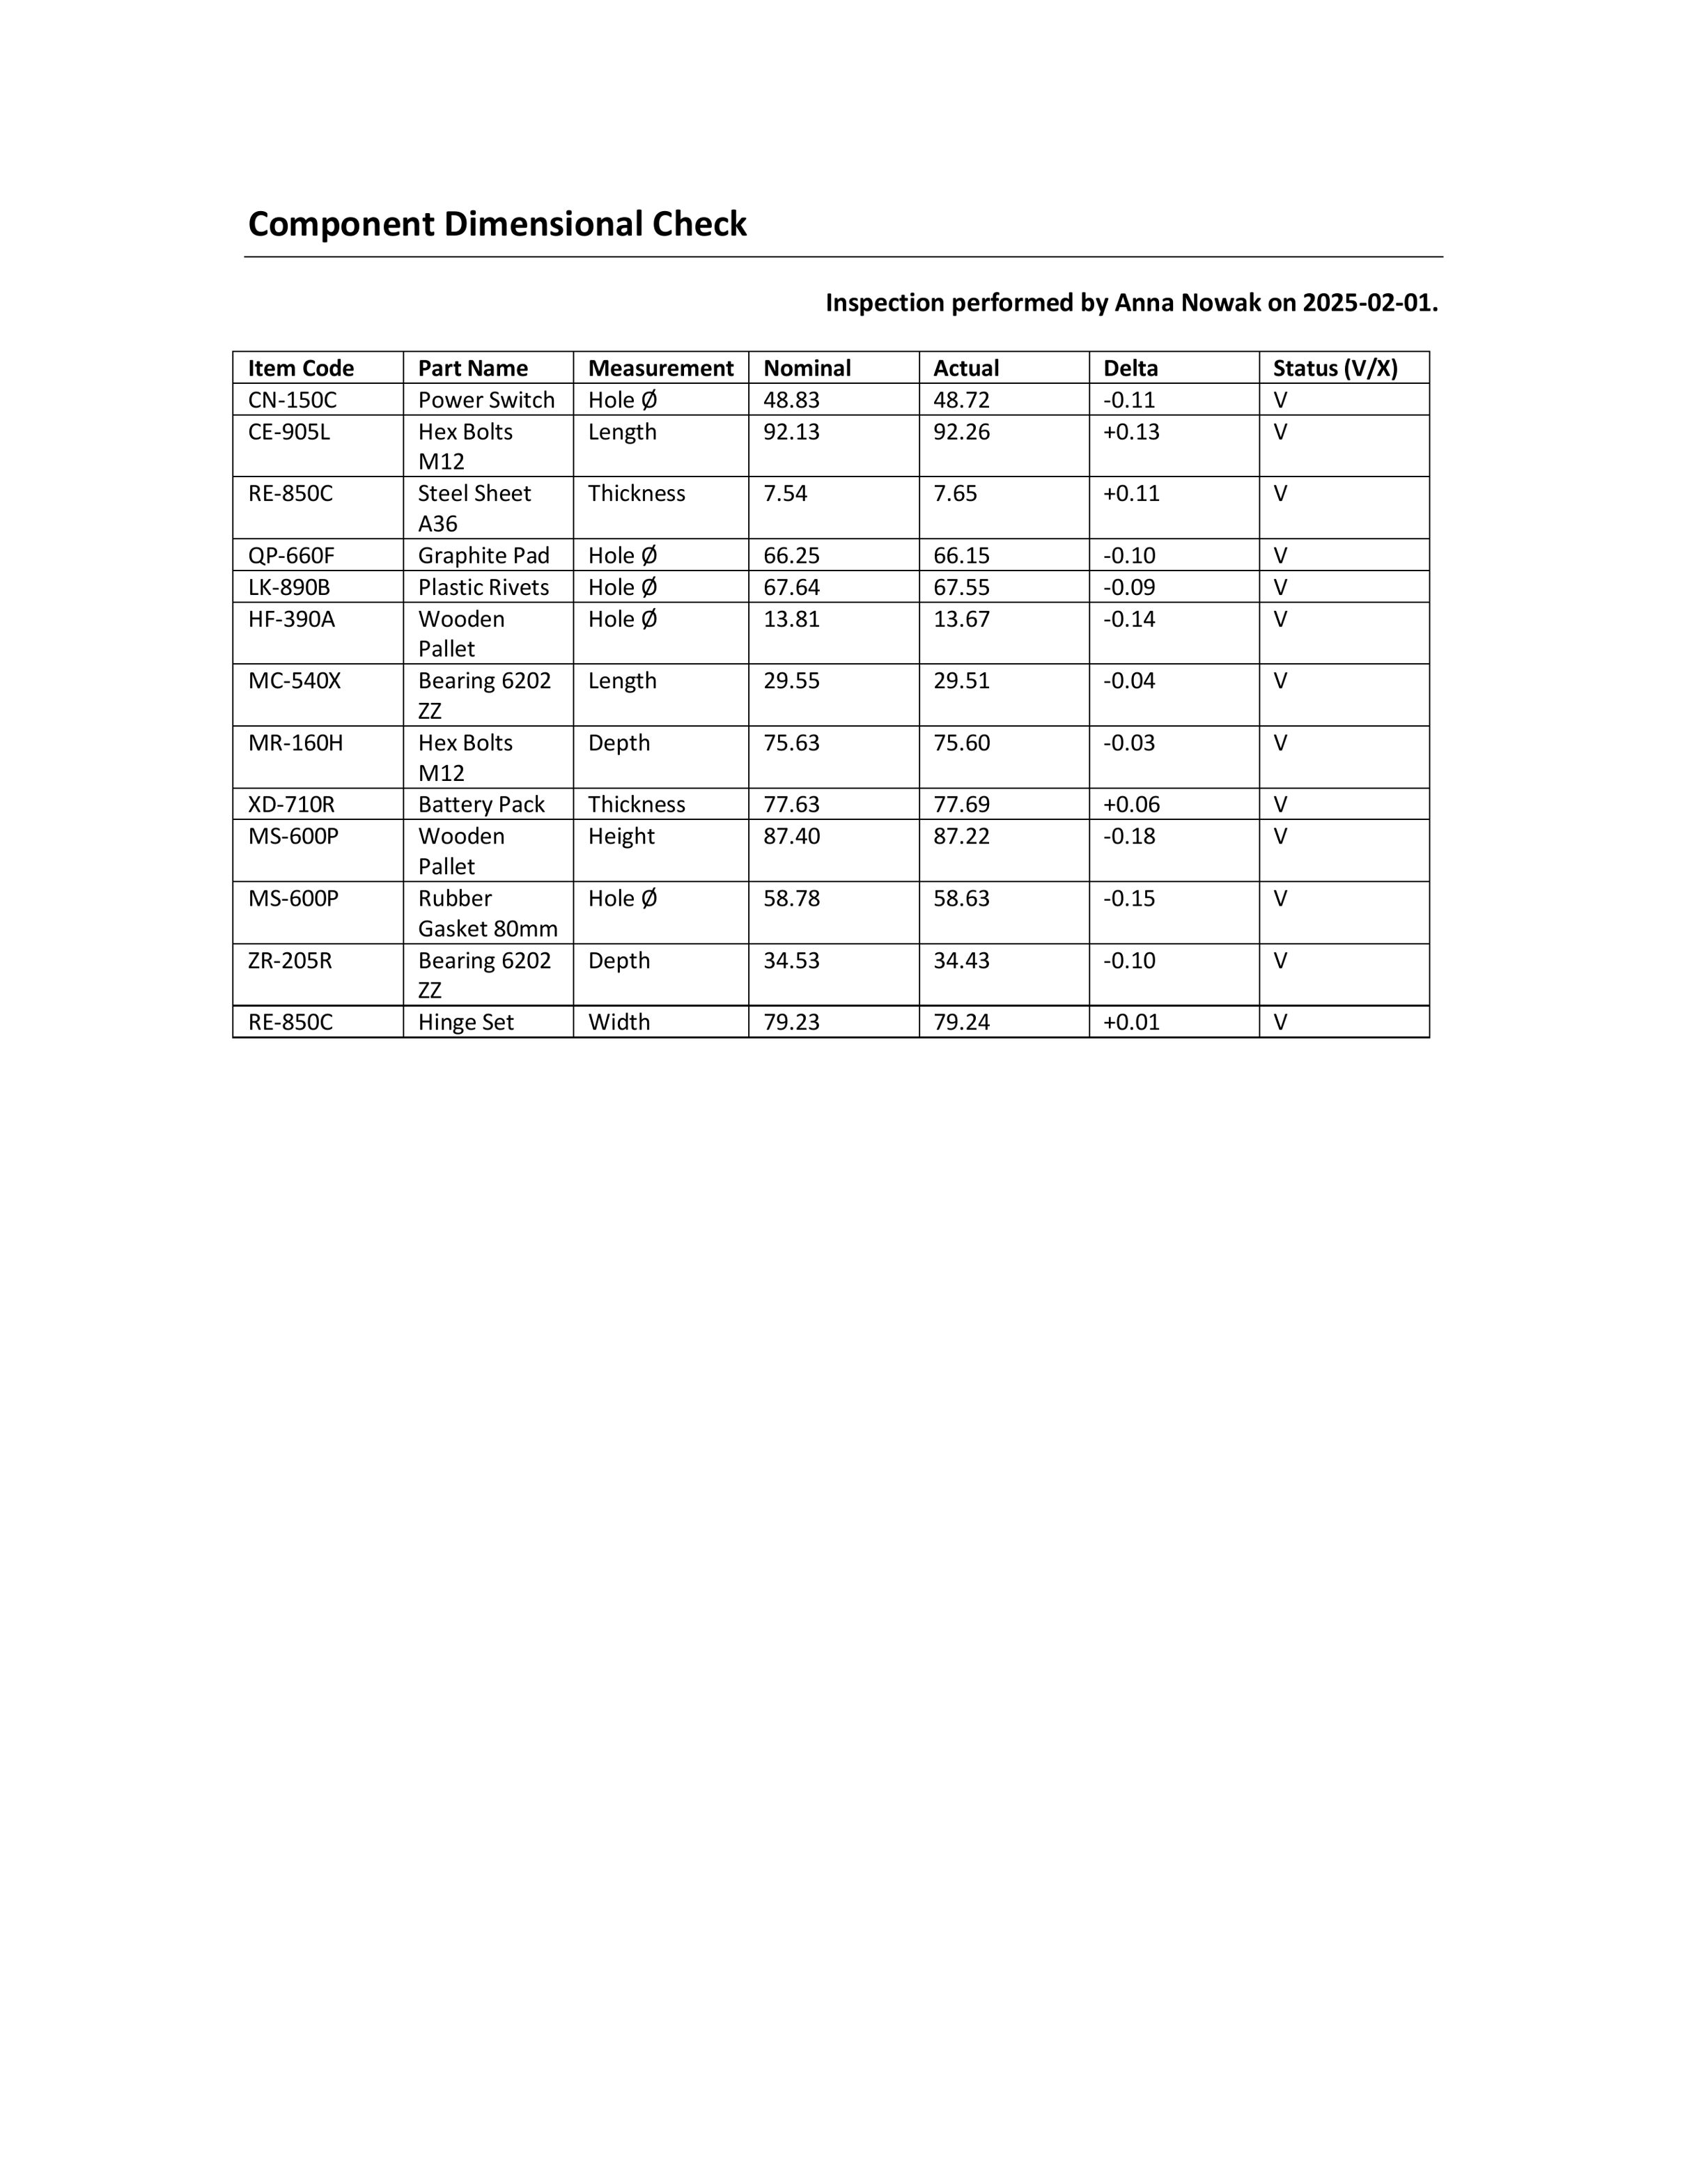 Component Dimensional Check
Inspection performed by Anna Nowak on 2025-02-01.
Item Code Part Name Measurement Nominal Actual Delta Status (V/X)
CN-150C Power Switch Hole Ø 48.83 48.72 -0.11 V
CE-905L Hex Bolts M12 Length 92.13 92.26 +0.13 V
RE-850C Steel Sheet A36 Thickness 7.54 7.65 +0.11 V
QP-660F Graphite Pad Hole Ø 66.25 66.15 -0.10 V
LK-890B Plastic Rivets Hole Ø 67.64 67.55 -0.09 V
HF-390A Wooden Pallet Hole Ø 13.81 13.67 -0.14 V
MC-540X Bearing 6202 ZZ Length 29.55 29.51 -0.04 V
MR-160H Hex Bolts M12 Depth 75.63 75.60 -0.03 V
XD-710R Battery Pack Thickness 77.63 77.69 +0.06 V
MS-600P Wooden Pallet Height 87.40 87.22 -0.18 V
MS-600P Rubber Gasket 80mm Hole Ø 58.78 58.63 -0.15 V
ZR-205R Bearing 6202 ZZ Depth 34.53 34.43 -0.10 V
RE-850C Hinge Set Width 79.23 79.24 +0.01 V